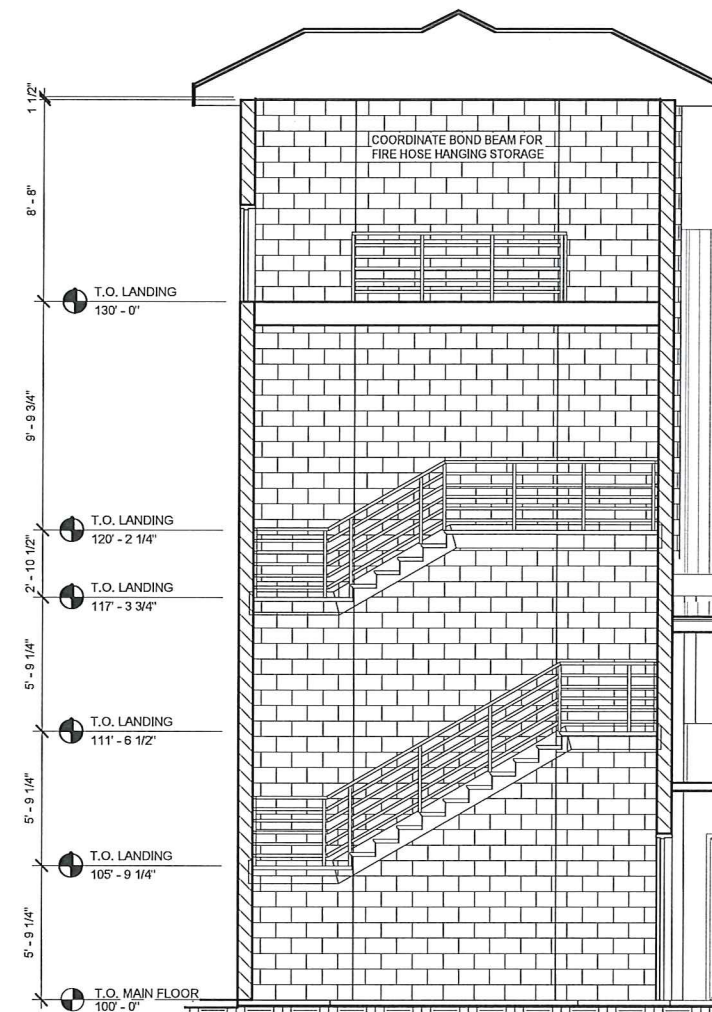 1 1/2"
COORDINATE BOND BEAM FOR
FIRE HOSE HANGING STORAGE
8' - 8"
T.O. LANDING
130' - 0"
9' - 9 3/4"
T.O. LANDING
120' - 2 1/4"
2' - 10 1/2"
T.O. LANDING
117' - 3 3/4"
5' - 9 1/4"
T.O. LANDING
111' - 6 1/2"
5' - 9 1/4"
T.O. LANDING
105' - 9 1/4"
5' - 9 1/4"
T.O. MAIN FLOOR
100' - 0"